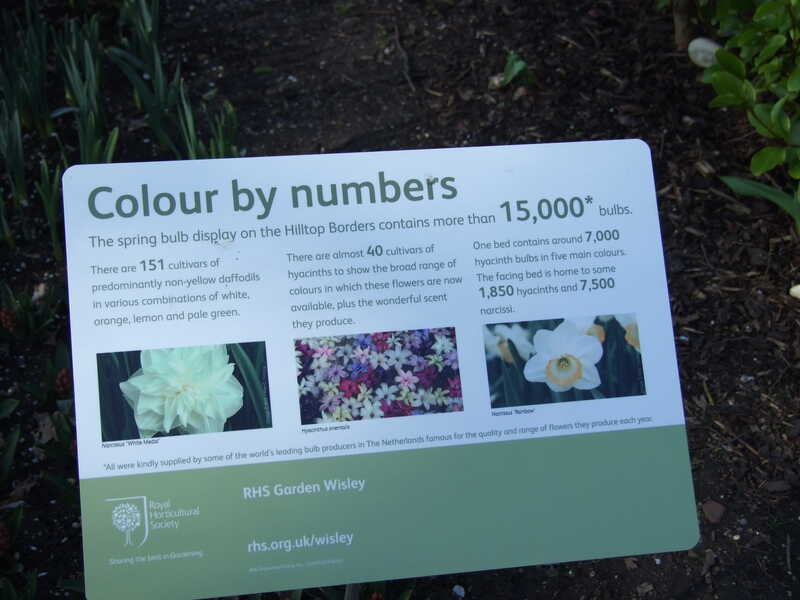 Colour by numbers
The spring bulb display on the Hilltop Borders contains more than 15,000* bulbs.
There are 151 cultivars of
predominantly non-yellow daffodils
in various combinations of white,
orange, lemon and pale green.
There are almost 40 cultivars of
hyacinths to show the broad range of
colours in which these flowers are now
available, plus the wonderful scent
they produce.
One bed contains around 7,000
hyacinth bulbs in five main colours.
The facing bed is home to some
1,850 hyacinths and 7,500
narcissi.
Narcissus 'White Medal'
Hyacinthus orientalis
Narcissus 'Rainbow'
*All were kindly supplied by some of the world's leading bulb producers in The Netherlands famous for the quality and range of flowers they produce each year.
Royal
Horticultural
Society
Sharing the best in Gardening
RHS Garden Wisley
rhs.org.uk/wisley